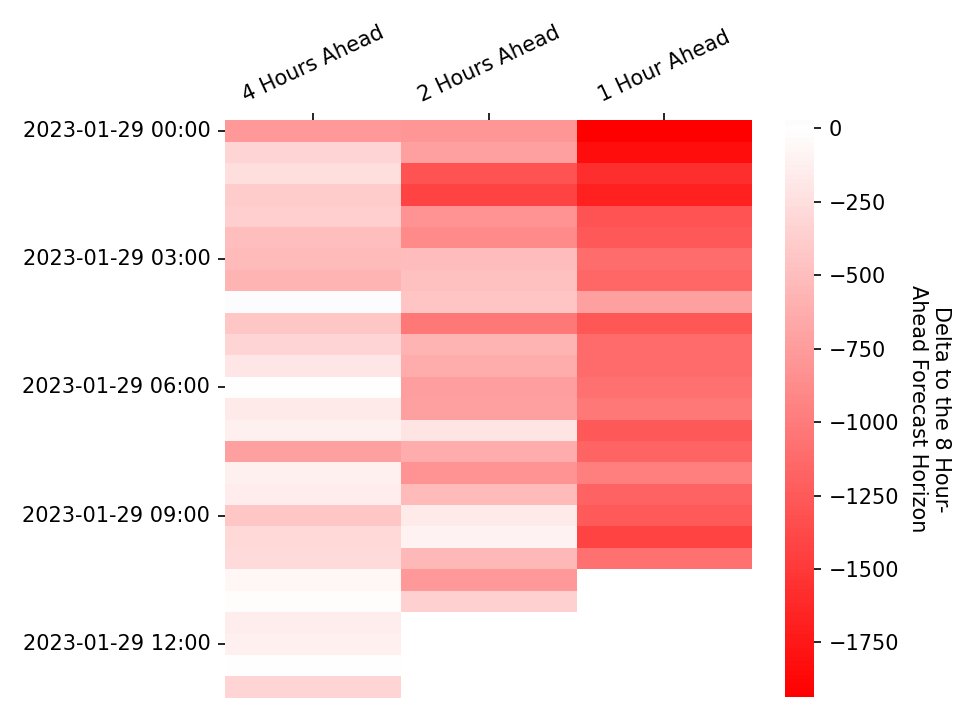 4 Hours Ahead
2 Hours Ahead
1 Hour Ahead
2023-01-29 00:00
2023-01-29 03:00
2023-01-29 06:00
2023-01-29 09:00
2023-01-29 12:00
0
−250
−500
−750
−1000
−1250
−1500
−1750
Delta to the 8 Hour-
Ahead Forecast Horizon